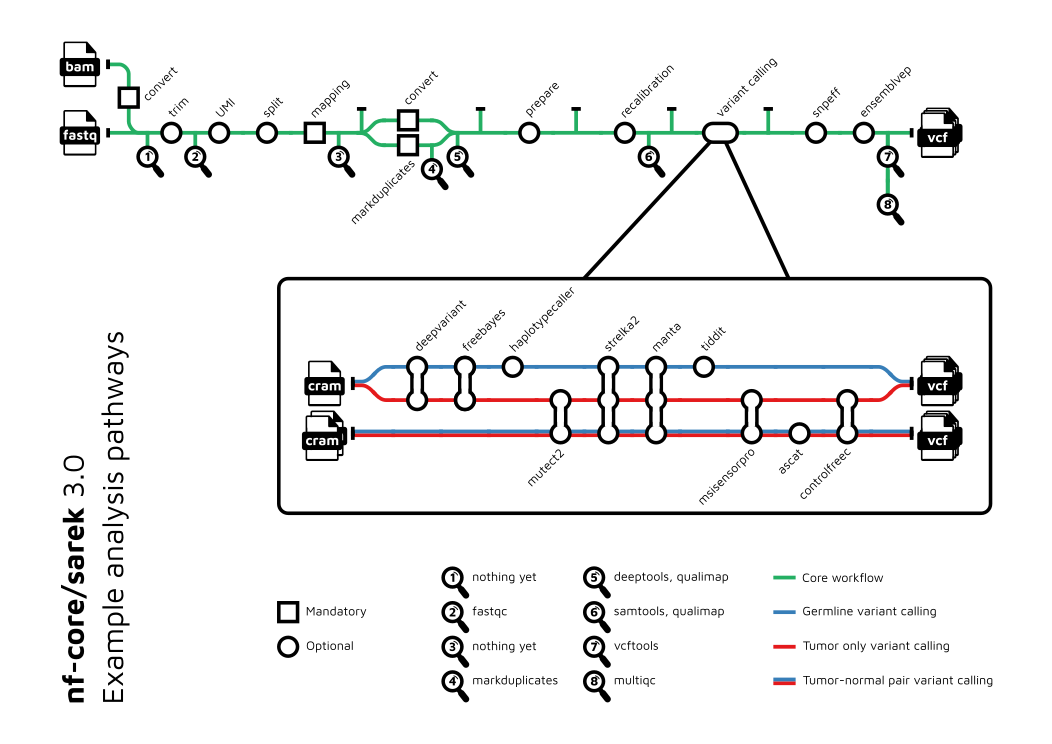 bam
convert
fastq
trim
UMI
split
mapping
convert
markduplicates
prepare
recalibration
variant calling
snpeff
ensemblvep
vcf
1
2
3
4
5
6
7
8
deepvariant
freebayes
haplotypecaller
strelka2
manta
tiddit
cram
vcf
cram
vcf
mutect2
msisensorpro
ascat
controlfreec
nf-core/sarek 3.0
Example analysis pathways
Mandatory
Optional
1 nothing yet
2 fastqc
3 nothing yet
4 markduplicates
5 deeptools, qualimap
6 samtools, qualimap
7 vcftools
8 multiqc
Core workflow
Germline variant calling
Tumor only variant calling
Tumor-normal pair variant calling